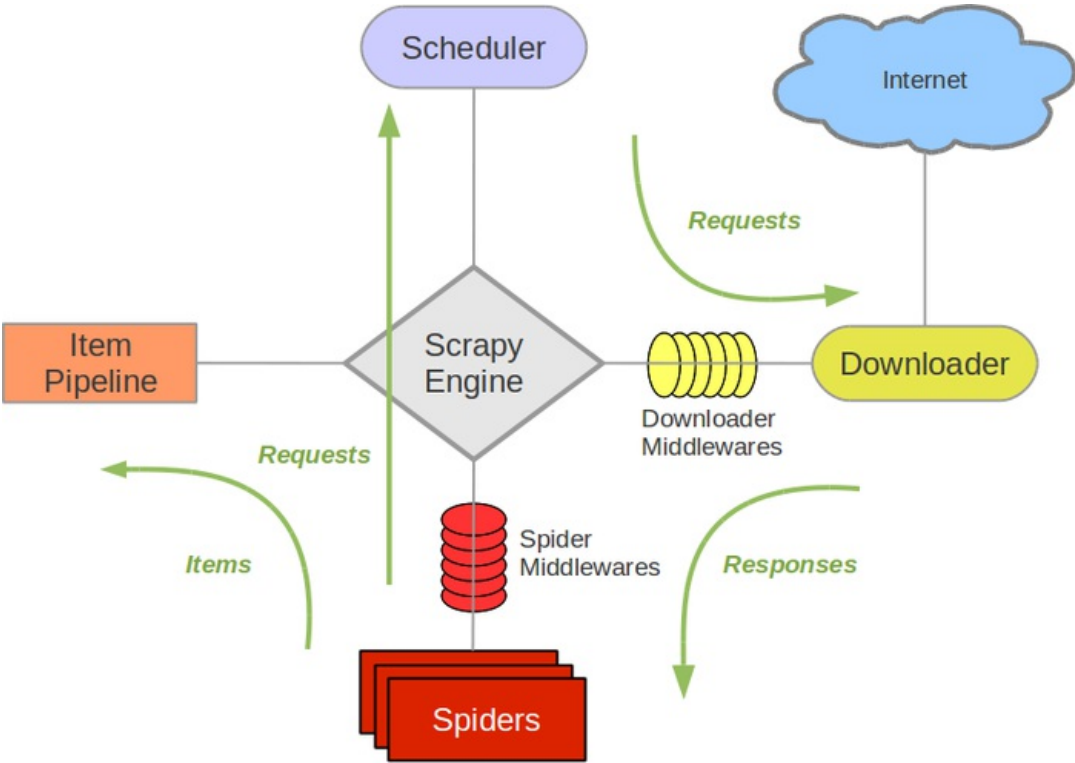 Scheduler
Internet
Requests
Item
Pipeline
Scrapy
Engine
Downloader
Downloader
Middlewares
Requests
Items
Spider
Middlewares
Responses
Spiders